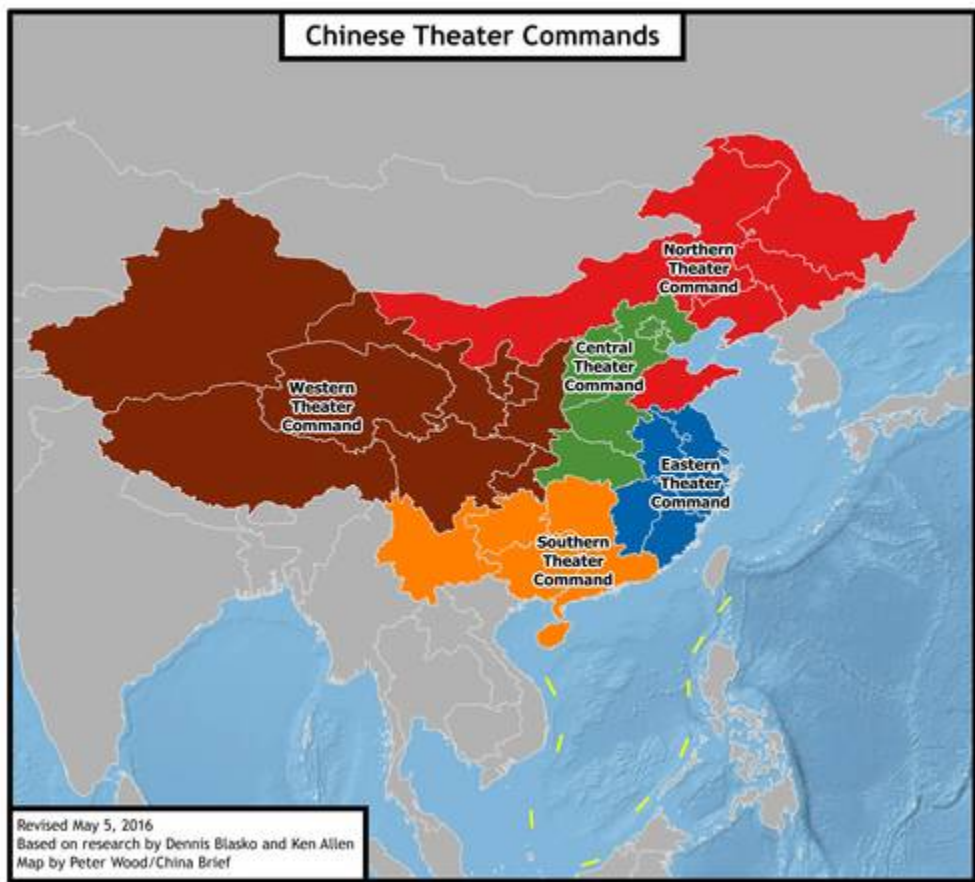 Chinese Theater Commands
Northern
Theater
Command
Central
Theater
Command
Western
Theater
Command
Eastern
Theater
Command
Southern
Theater
Command
Revised May 5, 2016
Based on research by Dennis Blasko and Ken Allen
Map by Peter Wood/China Brief